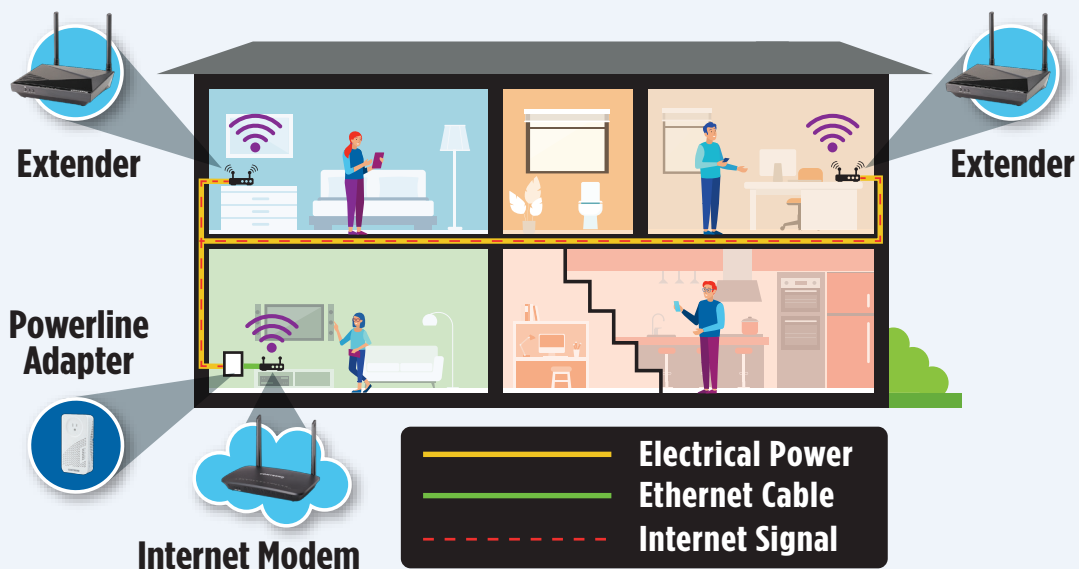 Extender
Extender
Powerline
Adapter
Internet Modem
Electrical Power
Ethernet Cable
Internet Signal